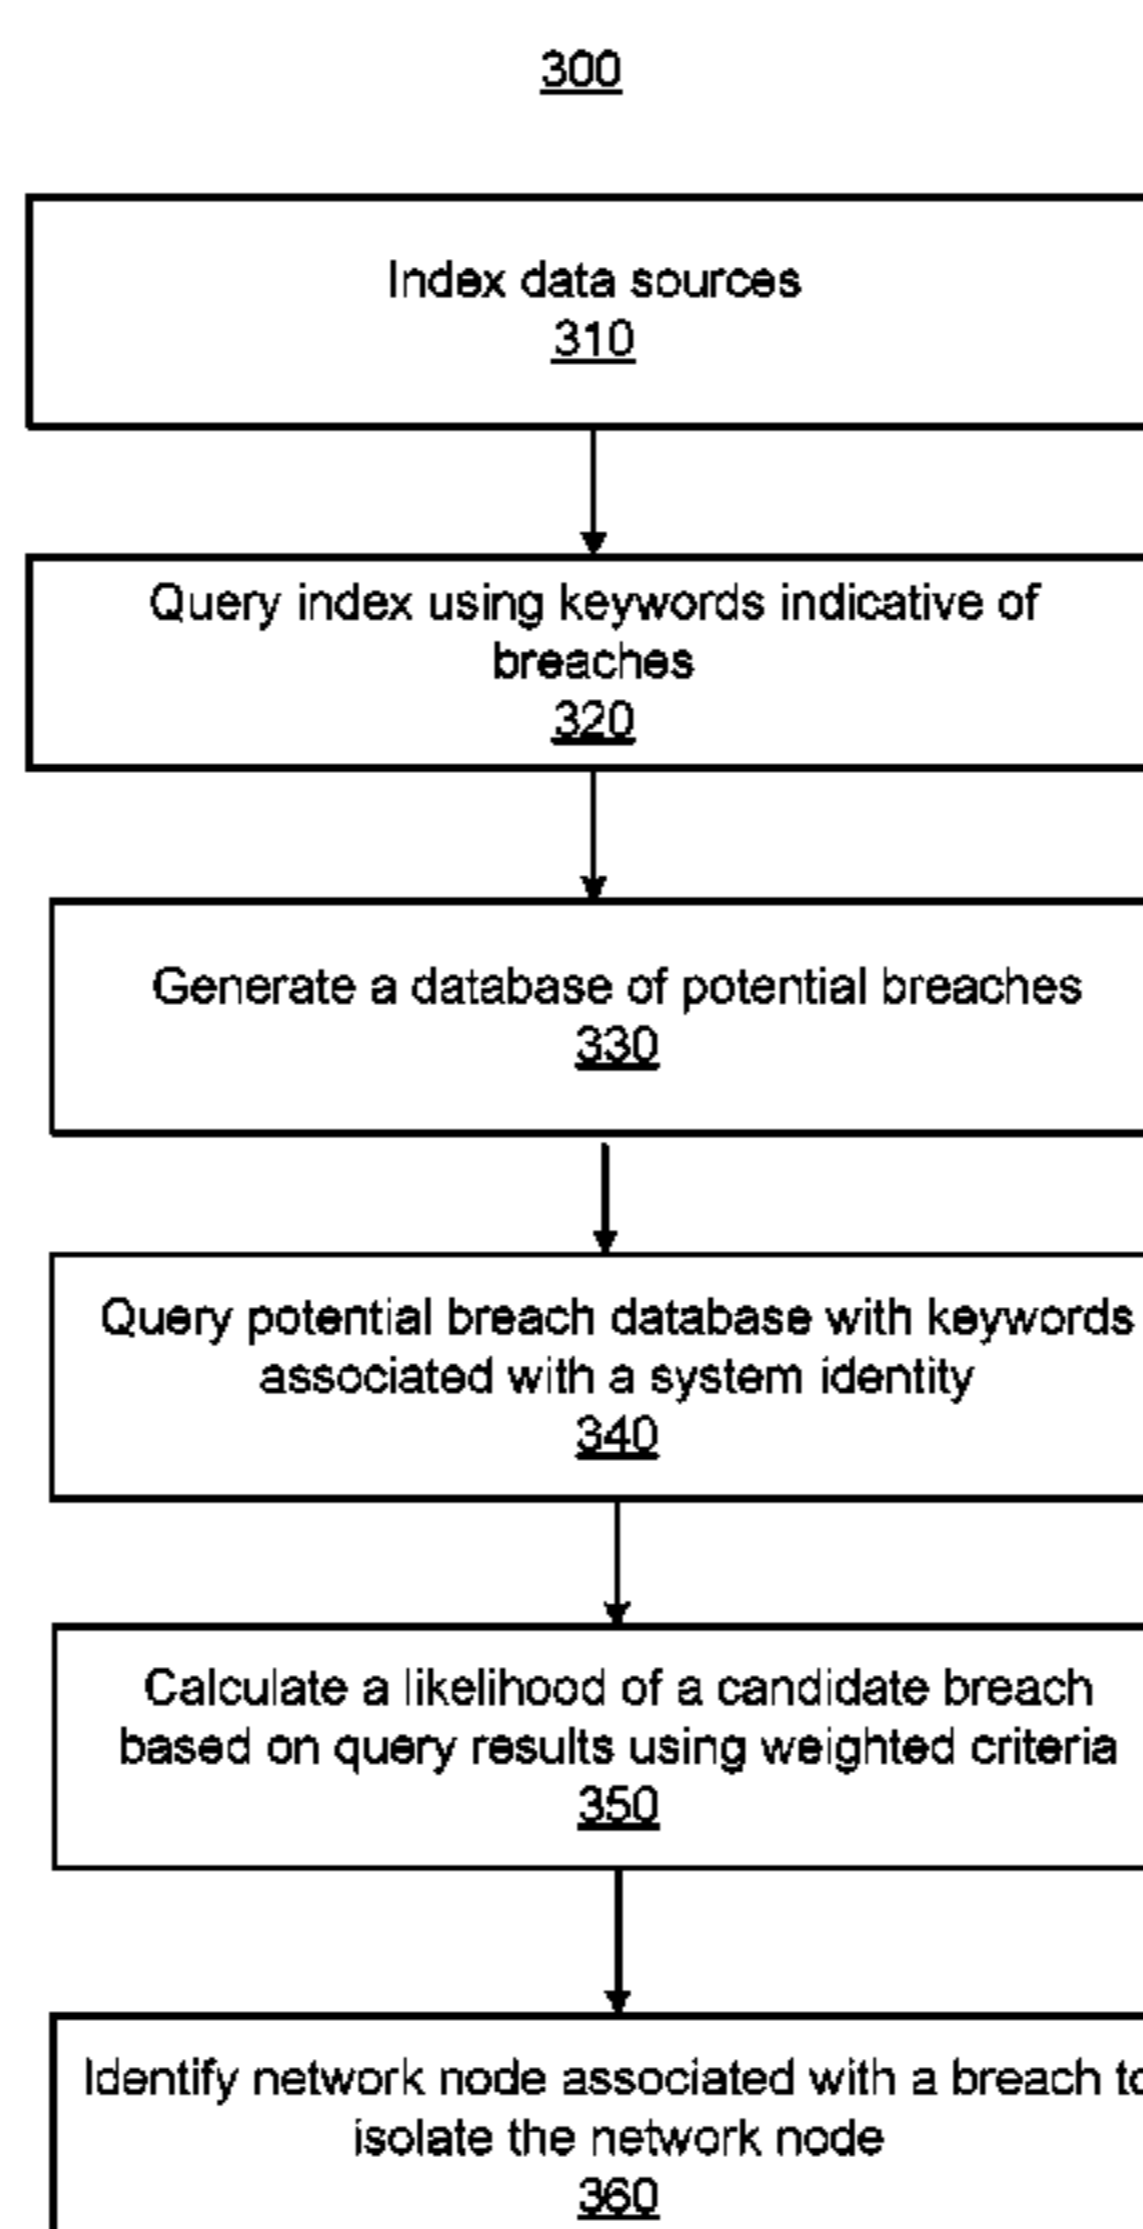 300
Index data sources
310
Query index using keywords indicative of
breaches
320
Generate a database of potential breaches
330
Query potential breach database with keywords
associated with a system identity
340
Calculate a likelihood of a candidate breach
based on query results using weighted criteria
350
Identify network node associated with a breach to
isolate the network node
360